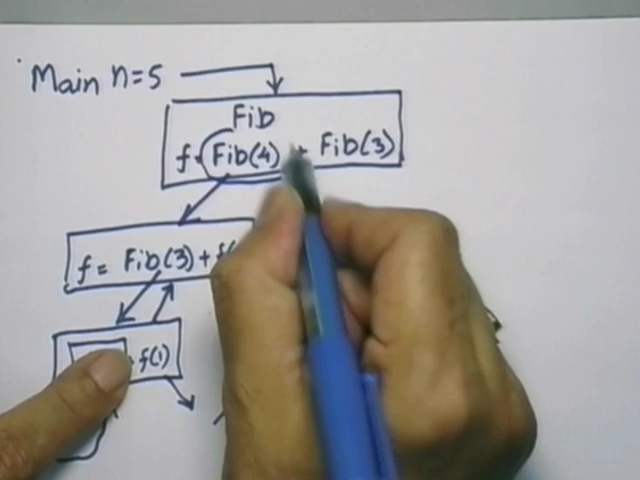 Main n=5
Fib
f = Fib(4) + Fib(3)
f = Fib(3) + f(
f(1)